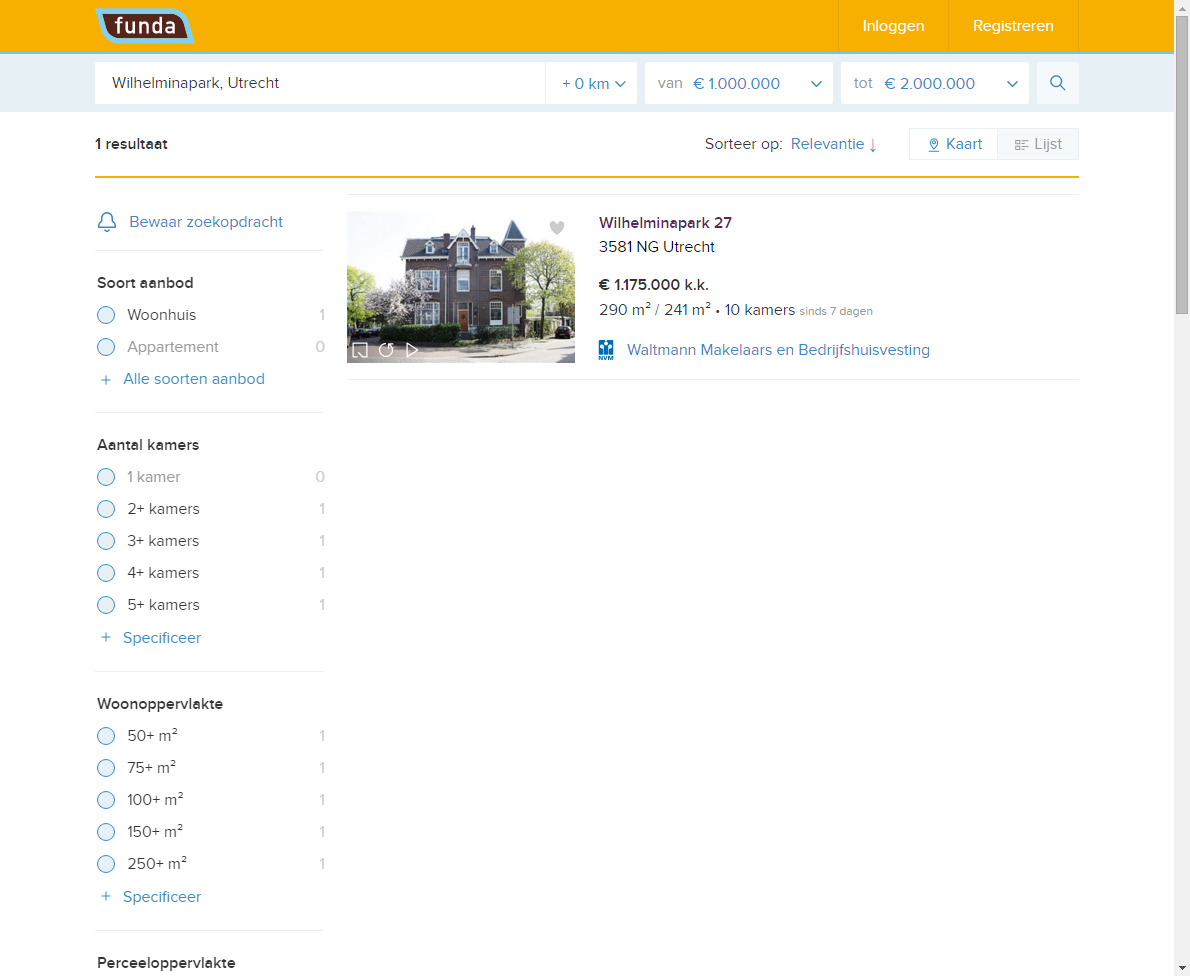 funda
Inloggen Registreren
Wilhelminapark, Utrecht + 0 km van € 1.000.000 tot € 2.000.000
1 resultaat Sorteer op: Relevantie ↓ Kaart Lijst
Bewaar zoekopdracht
Soort aanbod
Woonhuis 1
Appartement 0
+ Alle soorten aanbod
Aantal kamers
1 kamer 0
2+ kamers 1
3+ kamers 1
4+ kamers 1
5+ kamers 1
+ Specificeer
Woonoppervlakte
50+ m² 1
75+ m² 1
100+ m² 1
150+ m² 1
250+ m² 1
+ Specificeer
Perceeloppervlakte
Wilhelminapark 27
3581 NG Utrecht
€ 1.175.000 k.k.
290 m² / 241 m² • 10 kamers sinds 7 dagen
NVM Waltmann Makelaars en Bedrijfshuisvesting